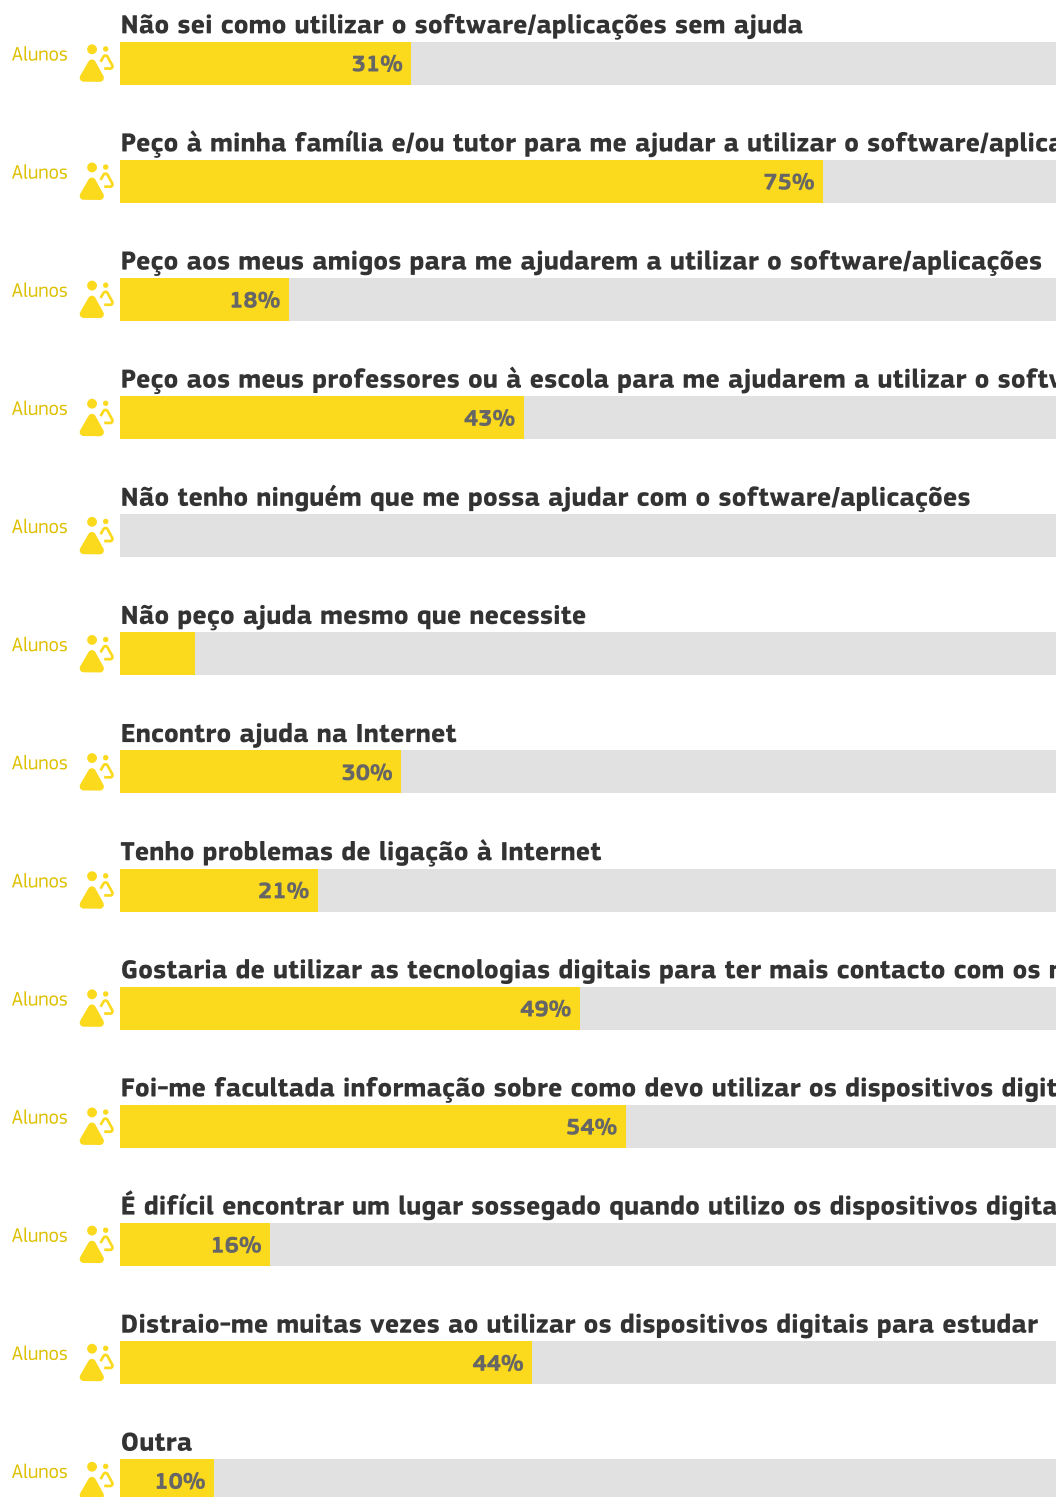 Não sei como utilizar o software/aplicações sem ajuda
Alunos 31%
Peço à minha família e/ou tutor para me ajudar a utilizar o
Alunos 75%
Peço aos meus amigos para me ajudarem a utilizar o software/aplicações
Alunos 18%
Peço aos meus professores ou à escola para me ajudarem a utilizar o
Alunos 43%
Não tenho ninguém que me possa ajudar com o software/aplicações
Alunos
Não peço ajuda mesmo que necessite
Alunos
Encontro ajuda na Internet
Alunos 30%
Tenho problemas de ligação à Internet
Alunos 21%
Gostaria de utilizar as tecnologias digitais para ter mais contacto com os
Alunos 49%
Foi-me facultada informação sobre como devo utilizar os dispositivos
Alunos 54%
É difícil encontrar um lugar sossegado quando utilizo os dispositivos
Alunos 16%
Distraio-me muitas vezes ao utilizar os dispositivos digitais para estudar
Alunos 44%
Outra
Alunos 10%